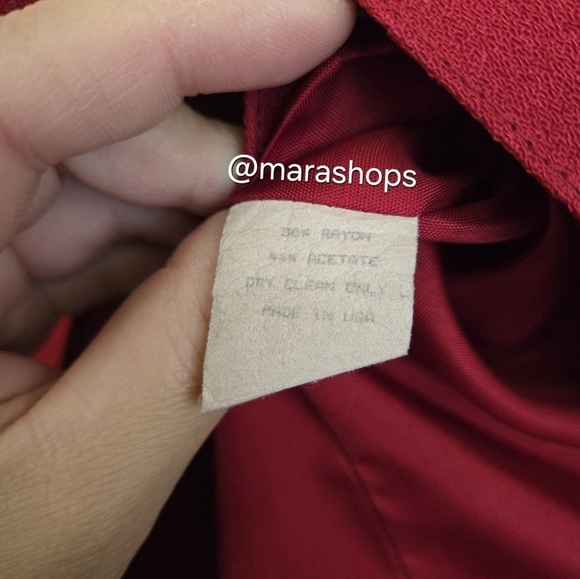 @marashops
RAYON
ACETATE
DRY CLEAN ONLY
MADE IN USA